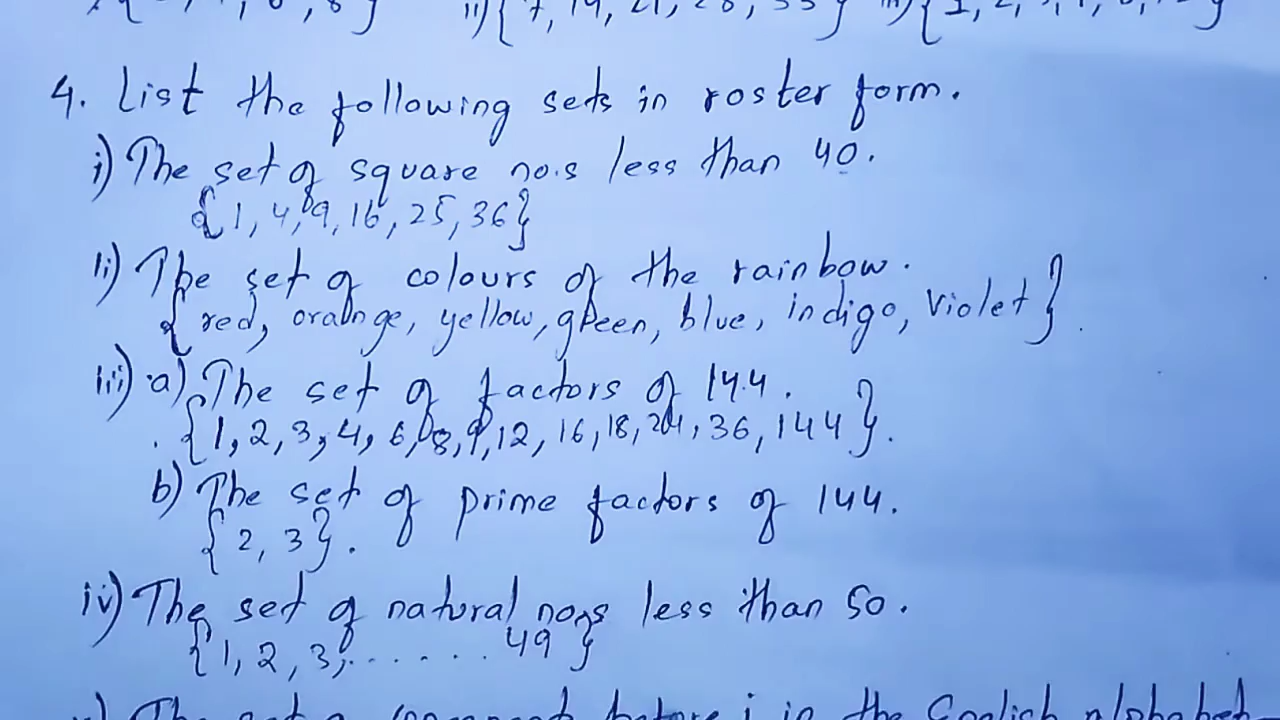 4. List the following sets in roster form.
i) The set of square no.s less than 40.
{1, 4, 9, 16, 25, 36}
ii) The set of colours of the rainbow.
{red, orange, yellow, green, blue, indigo, violet}.
iii) a) The set of factors of 144.
{1, 2, 3, 4, 6, 8, 9, 12, 16, 18, 24, 36, 144}.
b) The set of prime factors of 144.
{2, 3}.
iv) The set of natural nos less than 50.
{1, 2, 3, ...... 49}
in the English alphabet